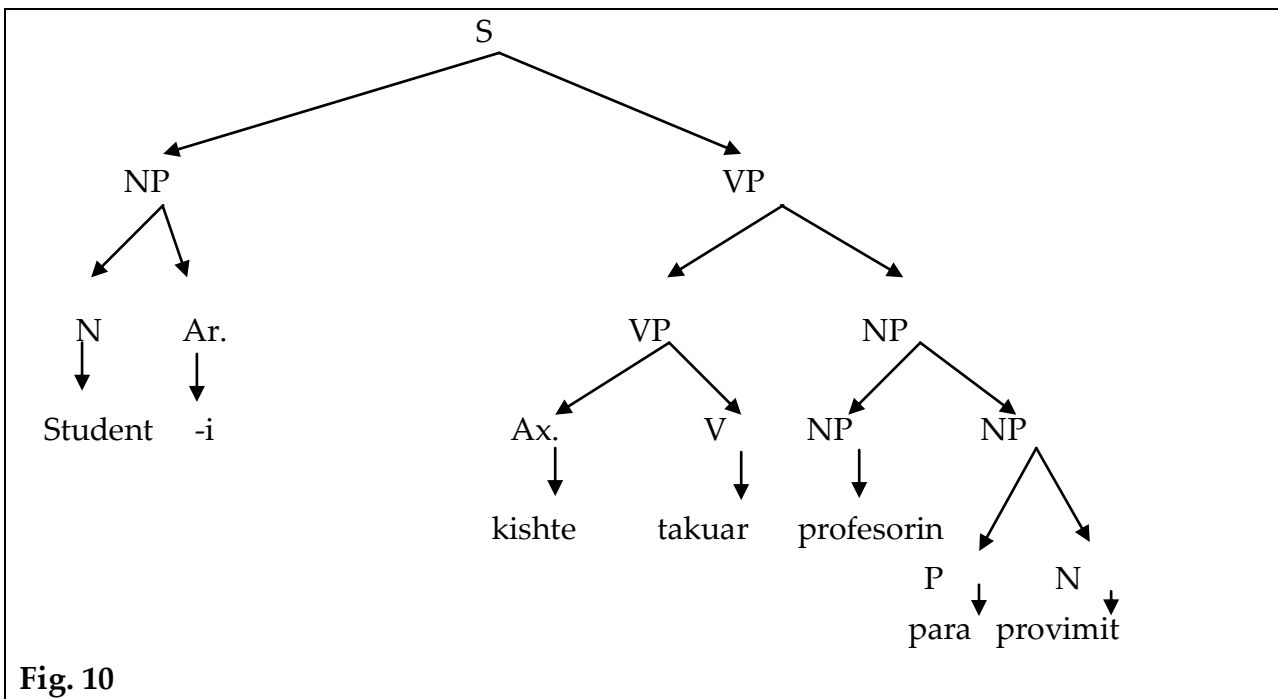 S
NP VP
N Ar. VP NP
Student -i Ax. V NP NP
kishte takuar profesorin
P N
para provimit
Fig. 10